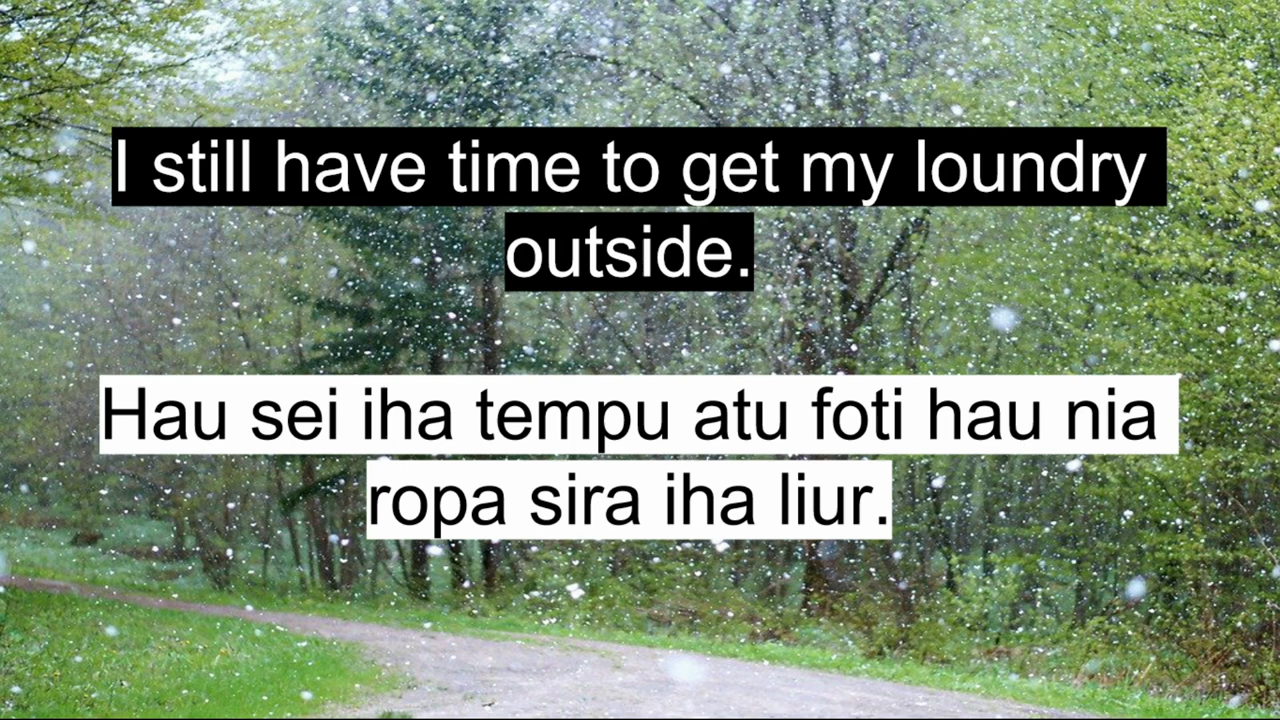 I still have time to get my loundry
outside.
Hau sei iha tempu atu foti hau nia
ropa sira iha liur.